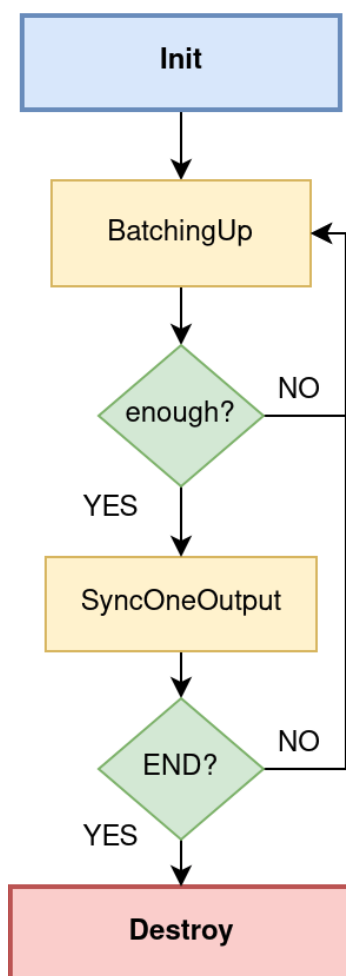 Init
BatchingUp
enough?
NO
YES
SyncOneOutput
END?
NO
YES
Destroy